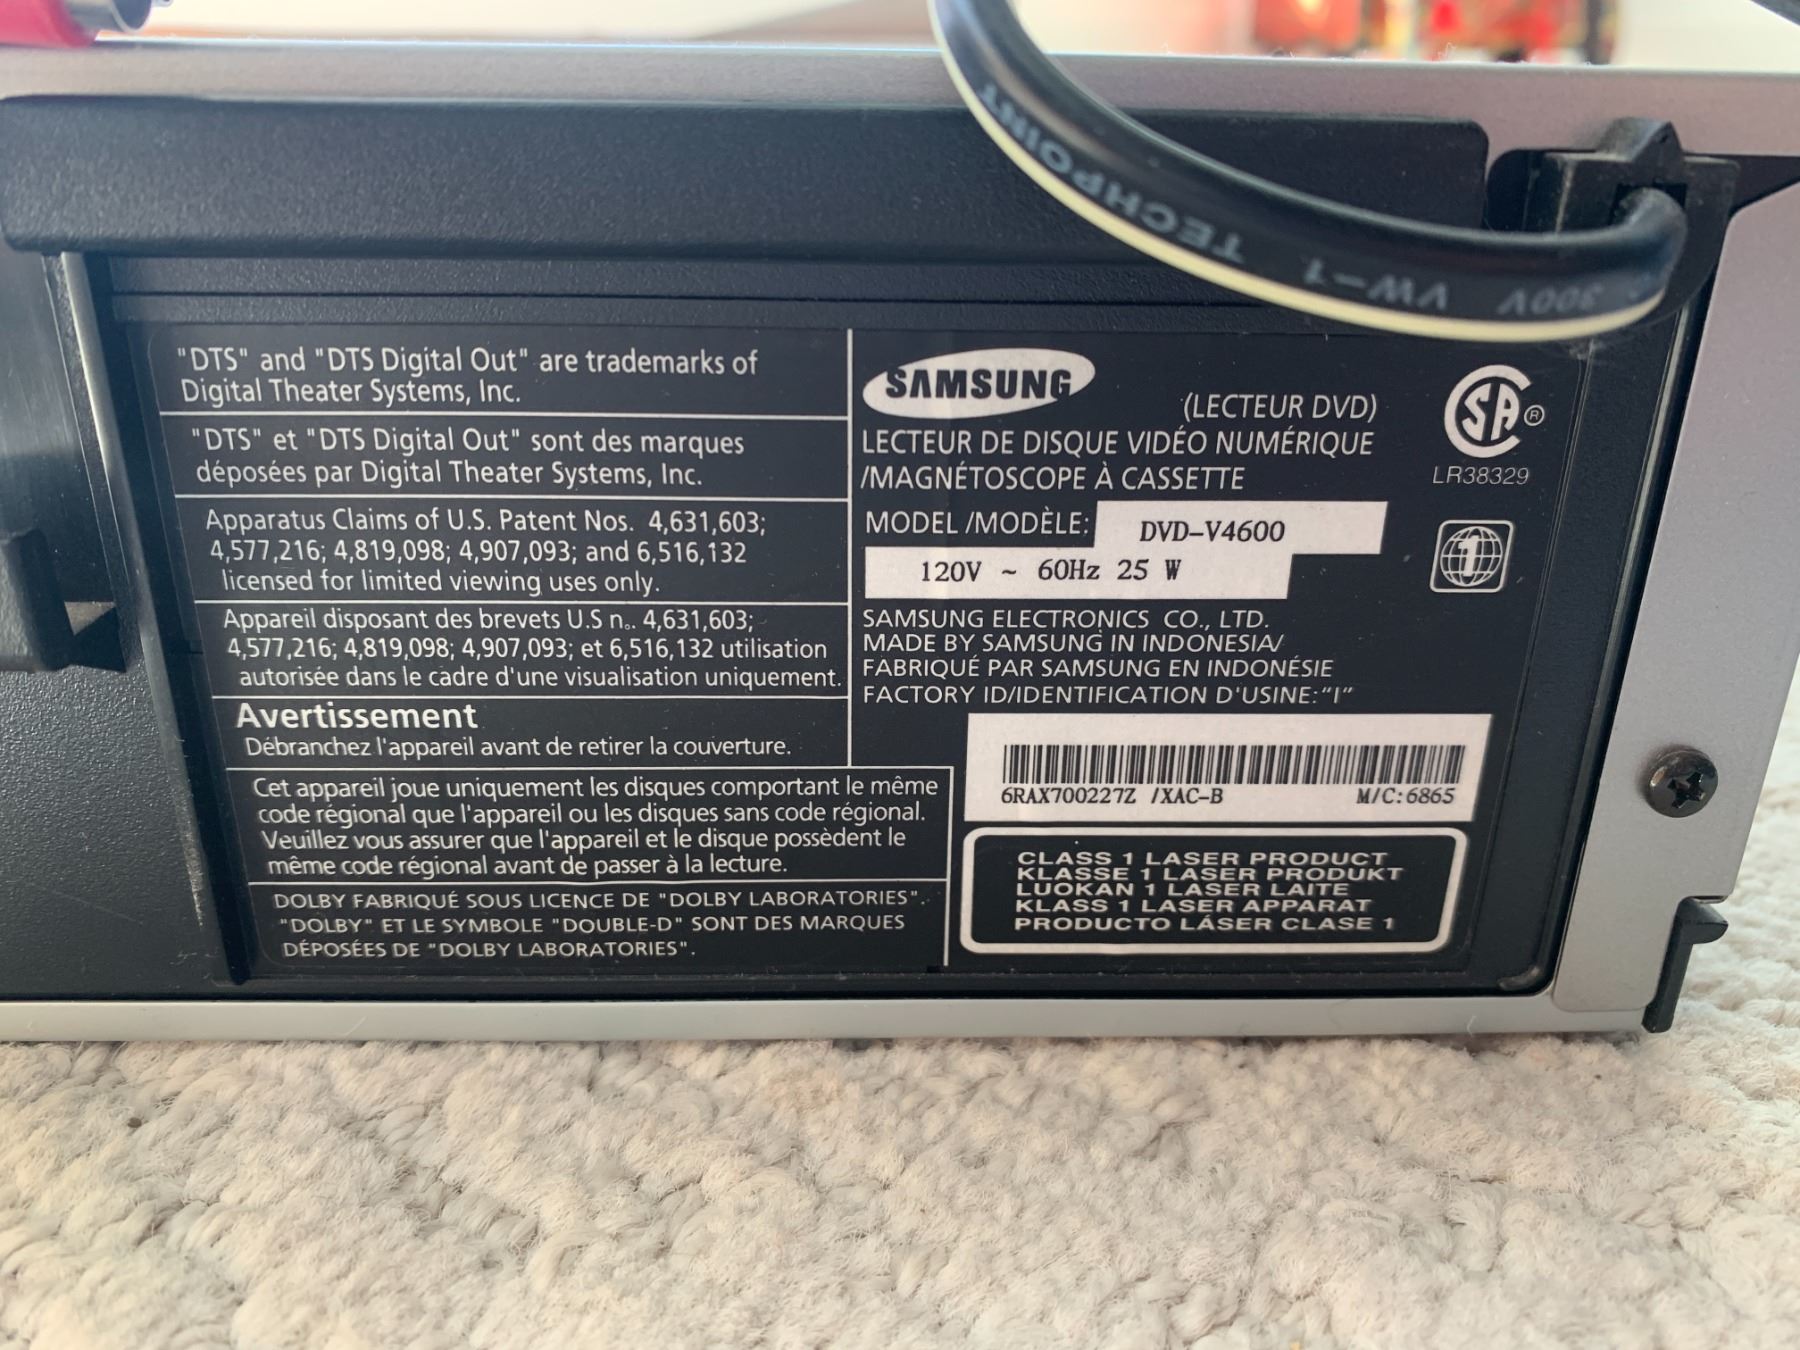 TECHPOINT
VW-1
300V
"DTS" and "DTS Digital Out" are trademarks of
Digital Theater Systems, Inc.
"DTS" et "DTS Digital Out" sont des marques
déposées par Digital Theater Systems, Inc.
Apparatus Claims of U.S. Patent Nos. 4,631,603;
4,577,216; 4,819,098; 4,907,093; and 6,516,132
licensed for limited viewing uses only.
Appareil disposant des brevets U.S n.. 4,631,603;
4,577,216; 4,819,098; 4,907,093; et 6,516,132 utilisation
autorisée dans le cadre d'une visualisation uniquement.
Avertissement
Débranchez l'appareil avant de retirer la couverture.
Cet appareil joue uniquement les disques comportant le même
code régional que l'appareil ou les disques sans code régional.
Veuillez vous assurer que l'appareil et le disque possèdent le
même code régional avant de passer à la lecture.
DOLBY FABRIQUÉ SOUS LICENCE DE "DOLBY LABORATORIES".
"DOLBY" ET LE SYMBOLE "DOUBLE-D" SONT DES MARQUES
DÉPOSÉES DE "DOLBY LABORATORIES".
SAMSUNG
(LECTEUR DVD)
LECTEUR DE DISQUE VIDÉO NUMÉRIQUE
/MAGNÉTOSCOPE À CASSETTE
SA ®
LR38329
MODEL /MODÈLE: DVD-V4600
120V ~ 60Hz 25 W
1
SAMSUNG ELECTRONICS CO., LTD.
MADE BY SAMSUNG IN INDONESIA/
FABRIQUÉ PAR SAMSUNG EN INDONÉSIE
FACTORY ID/IDENTIFICATION D'USINE:"I"
6RAX700227Z /XAC-B M/C:6865
CLASS 1 LASER PRODUCT
KLASSE 1 LASER PRODUKT
LUOKAN 1 LASER LAITE
KLASS 1 LASER APPARAT
PRODUCTO LÁSER CLASE 1